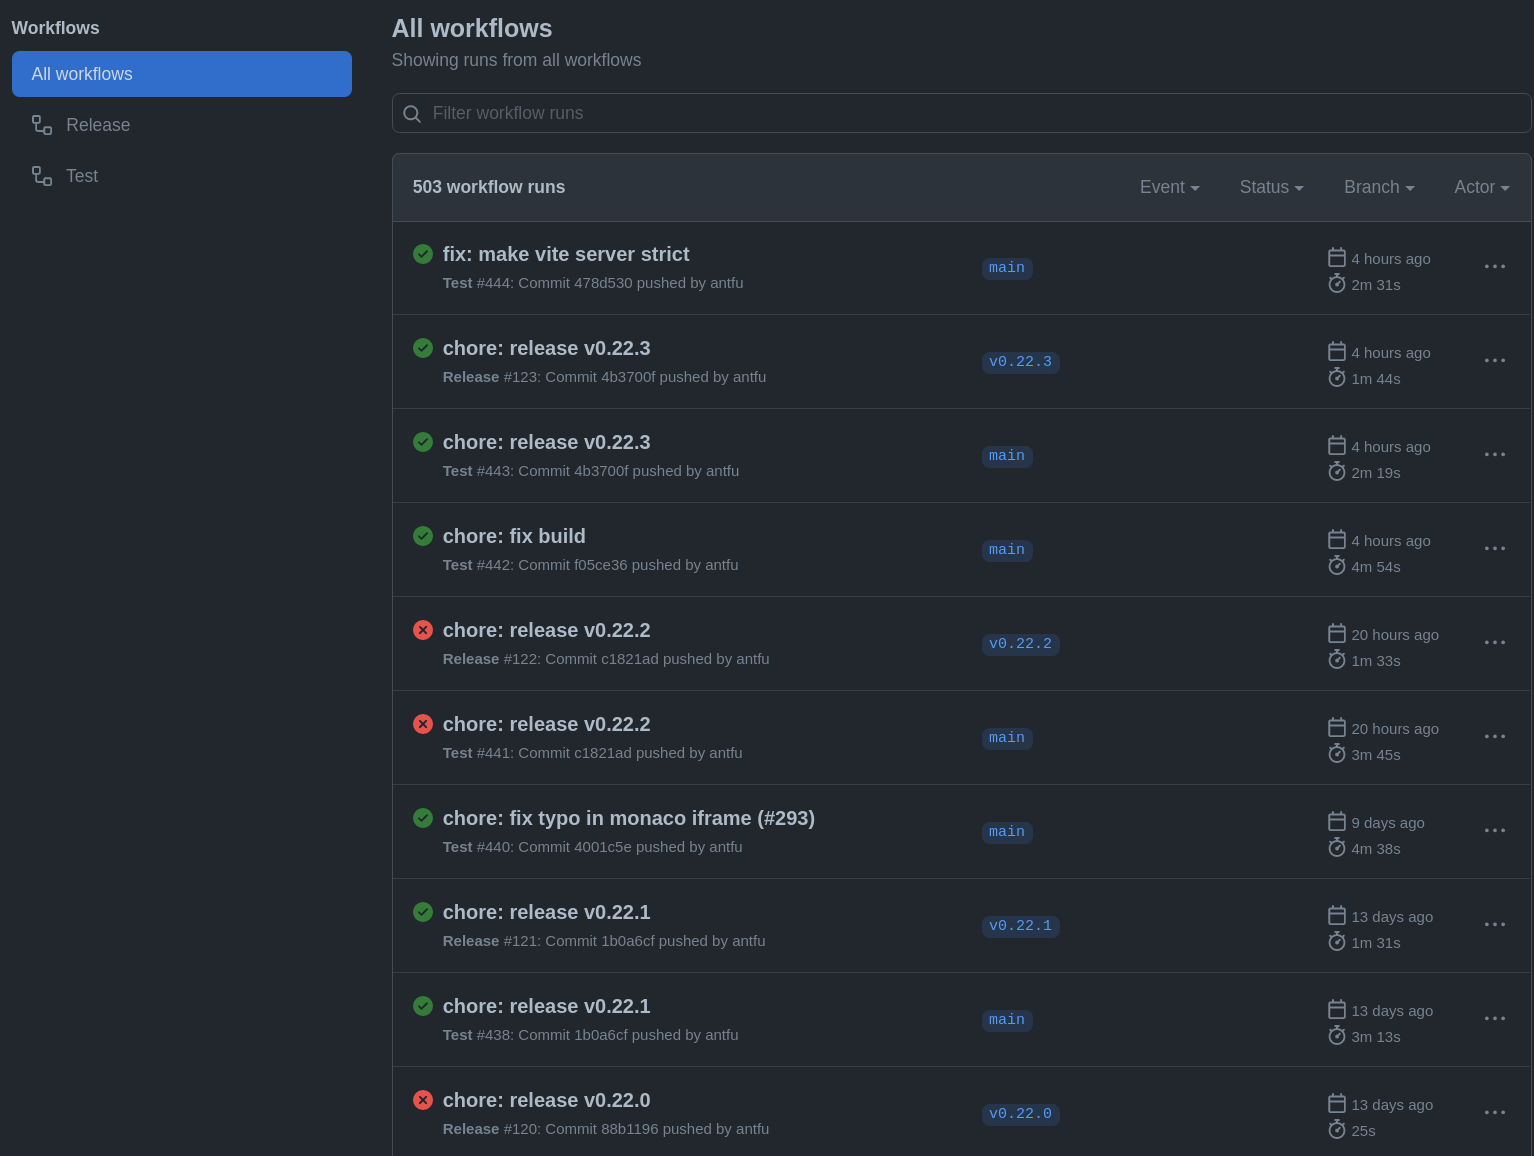 Workflows
All workflows
Release
Test
All workflows
Showing runs from all workflows
Filter workflow runs
503 workflow runs
Event
Status
Branch
Actor
fix: make vite server strict
Test #444: Commit 478d530 pushed by antfu
main
4 hours ago
2m 31s
chore: release v0.22.3
Release #123: Commit 4b3700f pushed by antfu
v0.22.3
4 hours ago
1m 44s
chore: release v0.22.3
Test #443: Commit 4b3700f pushed by antfu
main
4 hours ago
2m 19s
chore: fix build
Test #442: Commit f05ce36 pushed by antfu
main
4 hours ago
4m 54s
chore: release v0.22.2
Release #122: Commit c1821ad pushed by antfu
v0.22.2
20 hours ago
1m 33s
chore: release v0.22.2
Test #441: Commit c1821ad pushed by antfu
main
20 hours ago
3m 45s
chore: fix typo in monaco iframe (#293)
Test #440: Commit 4001c5e pushed by antfu
main
9 days ago
4m 38s
chore: release v0.22.1
Release #121: Commit 1b0a6cf pushed by antfu
v0.22.1
13 days ago
1m 31s
chore: release v0.22.1
Test #438: Commit 1b0a6cf pushed by antfu
main
13 days ago
3m 13s
chore: release v0.22.0
Release #120: Commit 88b1196 pushed by antfu
v0.22.0
13 days ago
25s